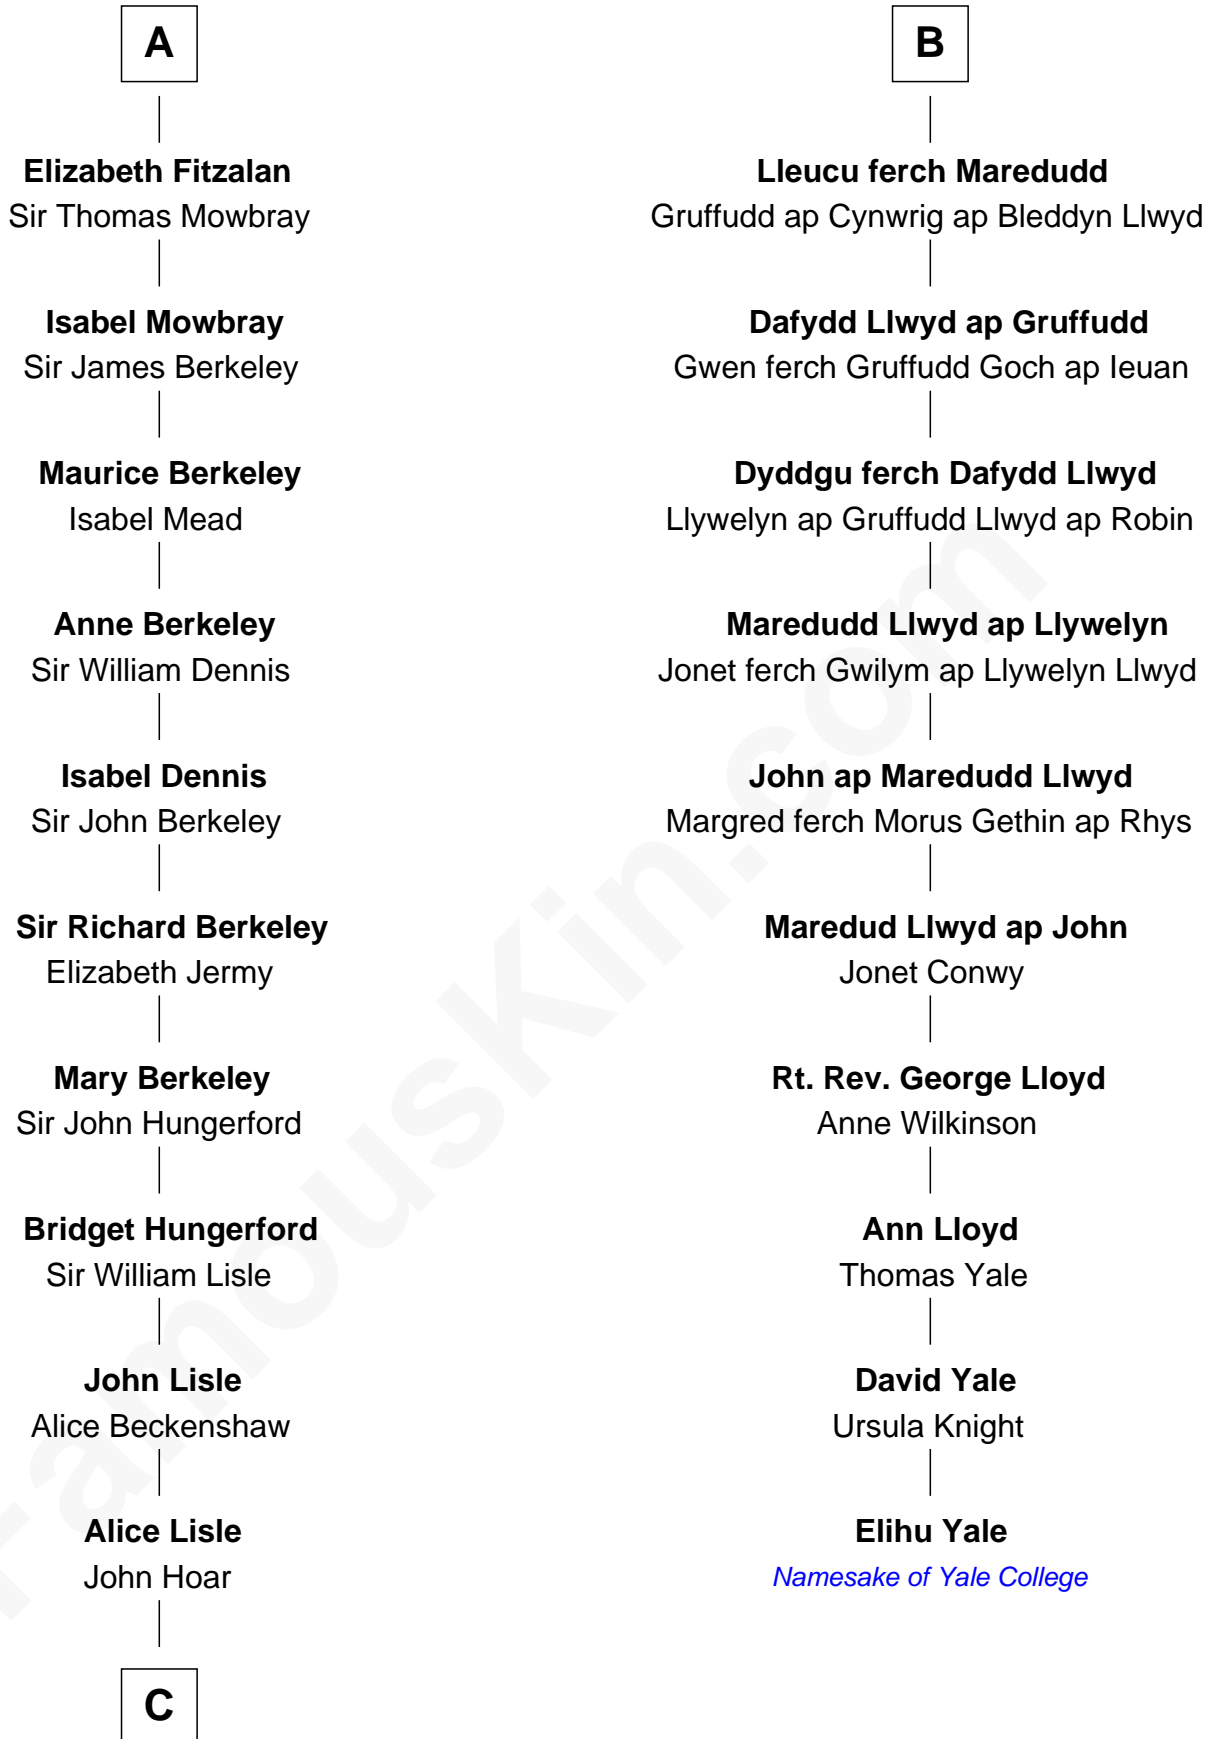 A
Elizabeth Fitzalan
Sir Thomas Mowbray
Isabel Mowbray
Sir James Berkeley
Maurice Berkeley
Isabel Mead
Anne Berkeley
Sir William Dennis
Isabel Dennis
Sir John Berkeley
Sir Richard Berkeley
Elizabeth Jermy
Mary Berkeley
Sir John Hungerford
Bridget Hungerford
Sir William Lisle
John Lisle
Alice Beckenshaw
Alice Lisle
John Hoar
C
B
Lleucu ferch Maredudd
Gruffudd ap Cynwrig ap Bleddyn Llwyd
Dafydd Llwyd ap Gruffudd
Gwen ferch Gruffudd Goch ap Ieuan
Dyddgu ferch Dafydd Llwyd
Llywelyn ap Gruffudd Llwyd ap Robin
Maredudd Llwyd ap Llywelyn
Jonet ferch Gwilym ap Llywelyn Llwyd
John ap Maredudd Llwyd
Margred ferch Morus Gethin ap Rhys
Maredud Llwyd ap John
Jonet Conwy
Rt. Rev. George Lloyd
Anne Wilkinson
Ann Lloyd
Thomas Yale
David Yale
Ursula Knight
Elihu Yale
Namesake of Yale College
FamousKin.com